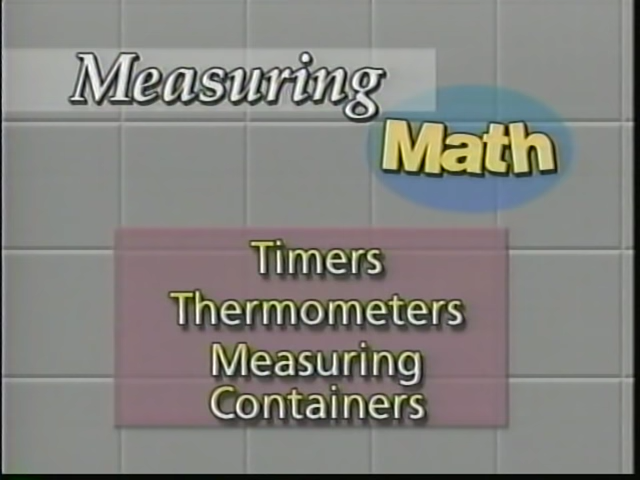 Measuring
Math
Timers
Thermometers
Measuring
Containers